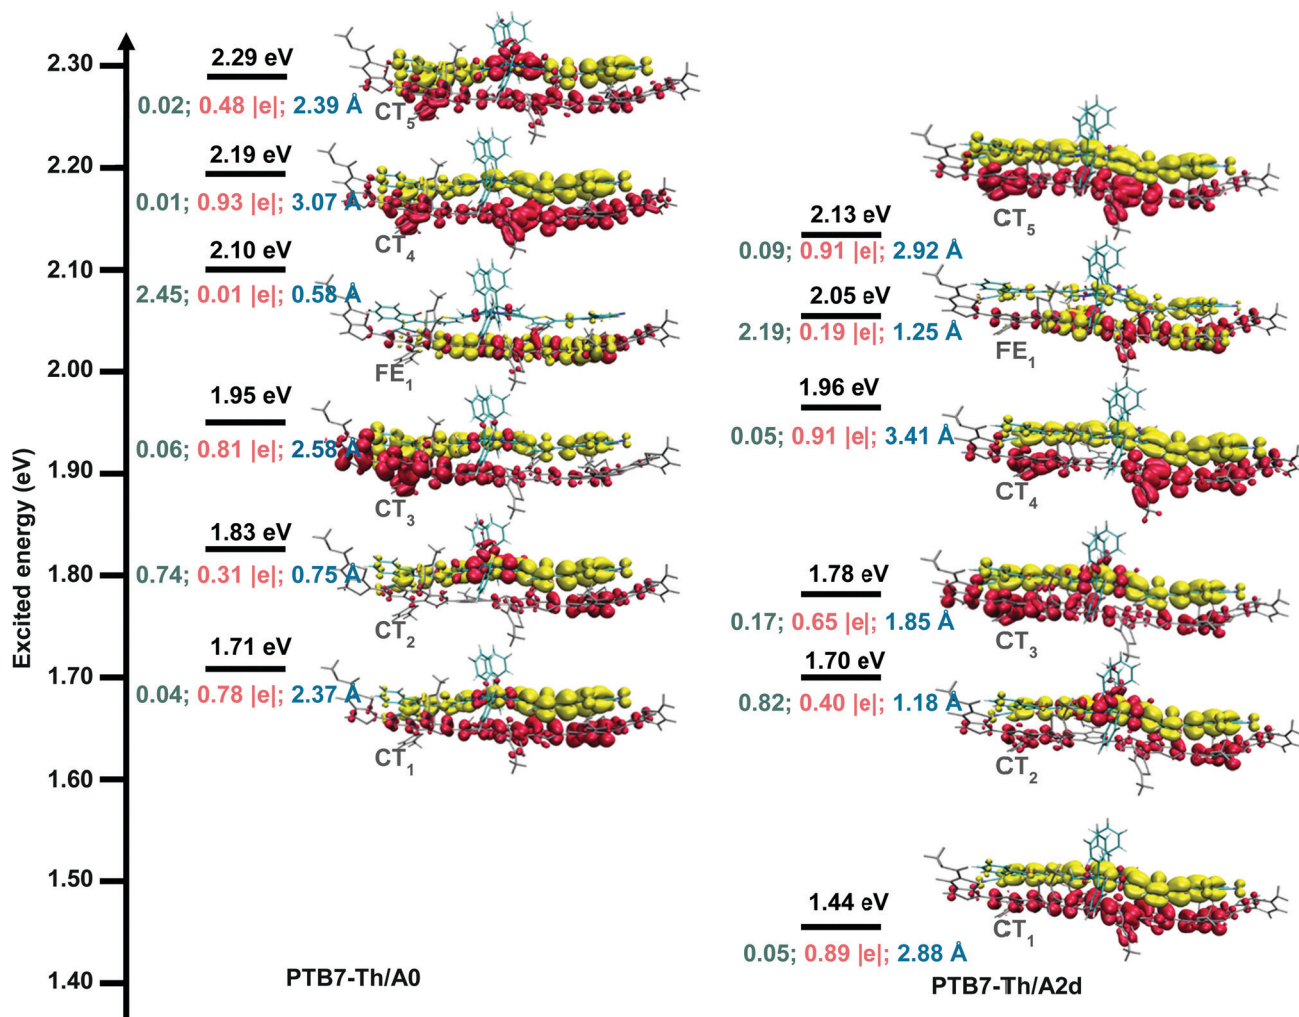 Excited energy (eV)
2.30
2.20
2.10
2.00
1.90
1.80
1.70
1.60
1.50
1.40
2.29 eV
0.02; 0.48 |e|; 2.39 Å
CT5
2.19 eV
0.01; 0.93 |e|; 3.07 Å
CT4
2.10 eV
2.45; 0.01 |e|; 0.58 Å
FE1
1.95 eV
0.06; 0.81 |e|; 2.58 Å
CT3
1.83 eV
0.74; 0.31 |e|; 0.75 Å
CT2
1.71 eV
0.04; 0.78 |e|; 2.37 Å
CT1
PTB7-Th/A0
CT5
2.13 eV
0.09; 0.91 |e|; 2.92 Å
2.05 eV
2.19; 0.19 |e|; 1.25 Å
FE1
1.96 eV
0.05; 0.91 |e|; 3.41 Å
CT4
1.78 eV
0.17; 0.65 |e|; 1.85 Å
CT3
1.70 eV
0.82; 0.40 |e|; 1.18 Å
CT2
1.44 eV
CT1
0.05; 0.89 |e|; 2.88 Å
PTB7-Th/A2d